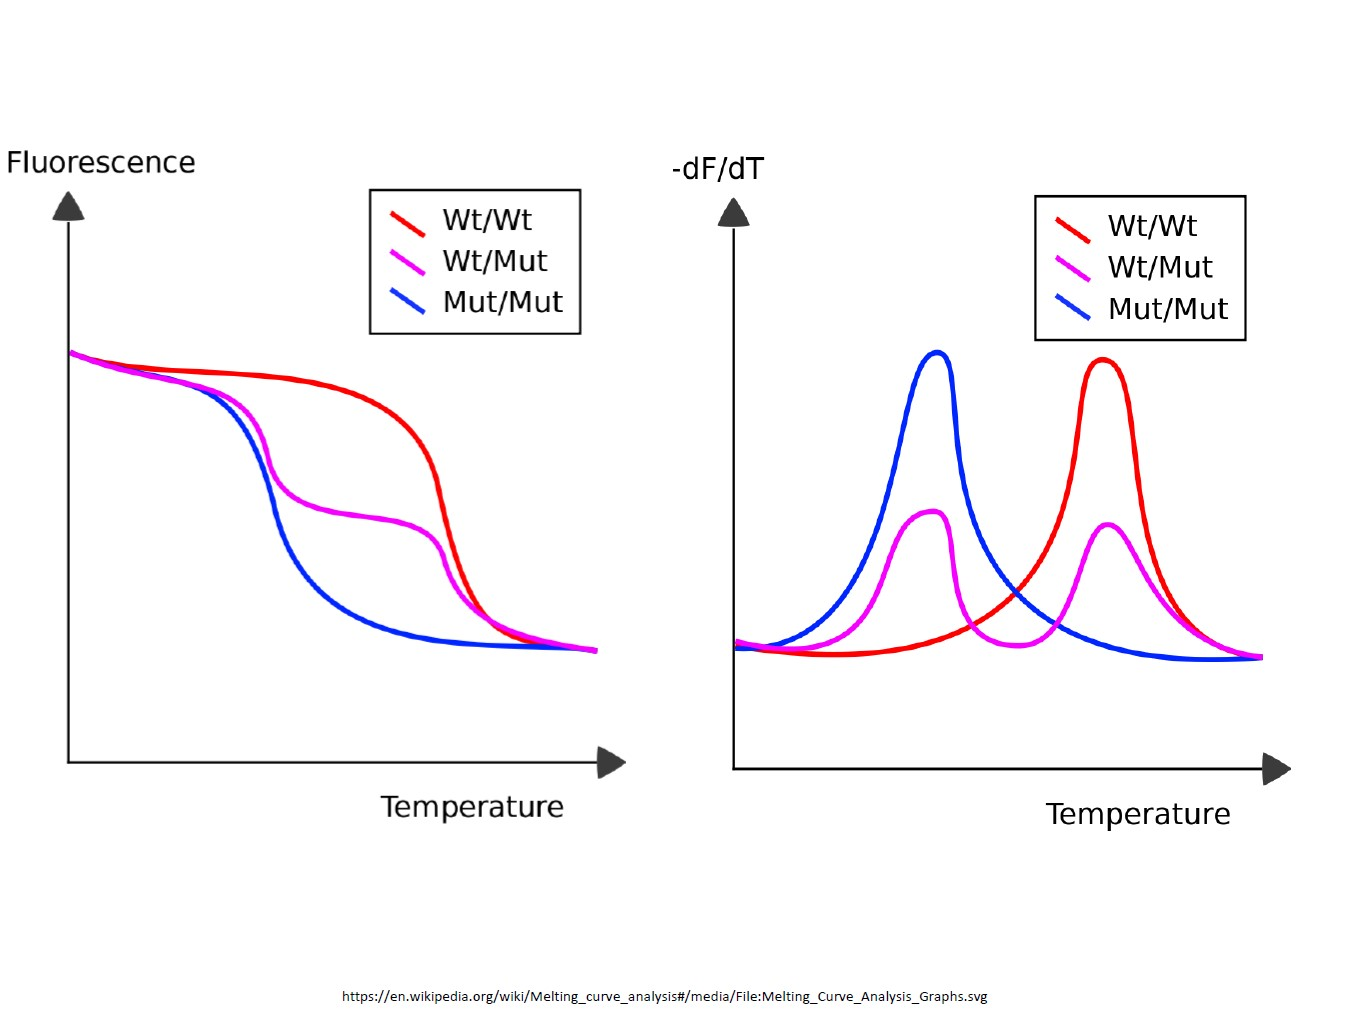 Fluorescence
Wt/Wt
Wt/Mut
Mut/Mut
Temperature
-dF/dT
Wt/Wt
Wt/Mut
Mut/Mut
Temperature
https://en.wikipedia.org/wiki/Melting_curve_analysis#/media/File:Melting_Curve_Analysis_Graphs.svg